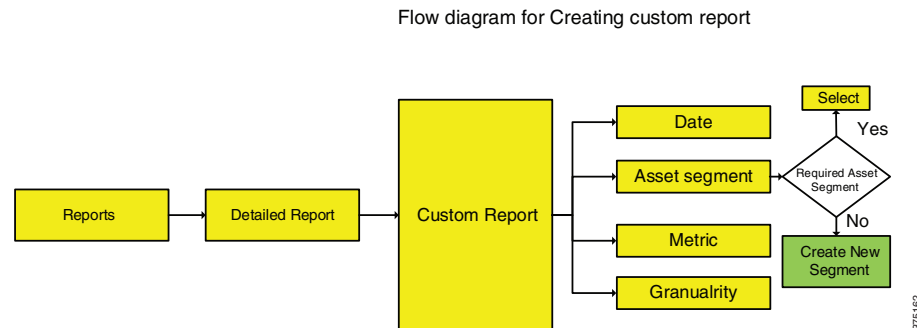 Flow diagram for Creating custom report
Reports
Detailed Report
Custom Report
Date
Asset segment
Metric
Granualrity
Select
Yes
Required Asset
Segment
No
Create New
Segment